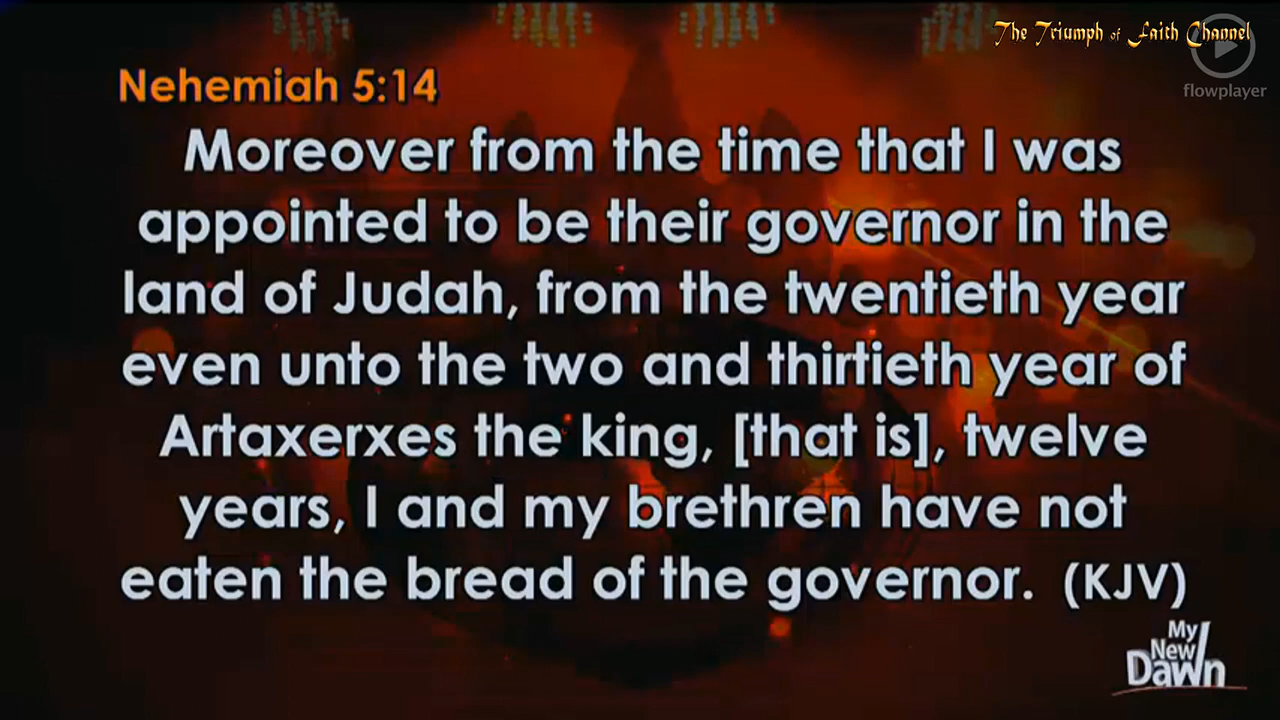 The Triumph of Faith Channel
flowplayer
Nehemiah 5:14
Moreover from the time that I was
appointed to be their governor in the
land of Judah, from the twentieth year
even unto the two and thirtieth year of
Artaxerxes the king, [that is], twelve
years, I and my brethren have not
eaten the bread of the governor. (KJV)
My
New
Dawn